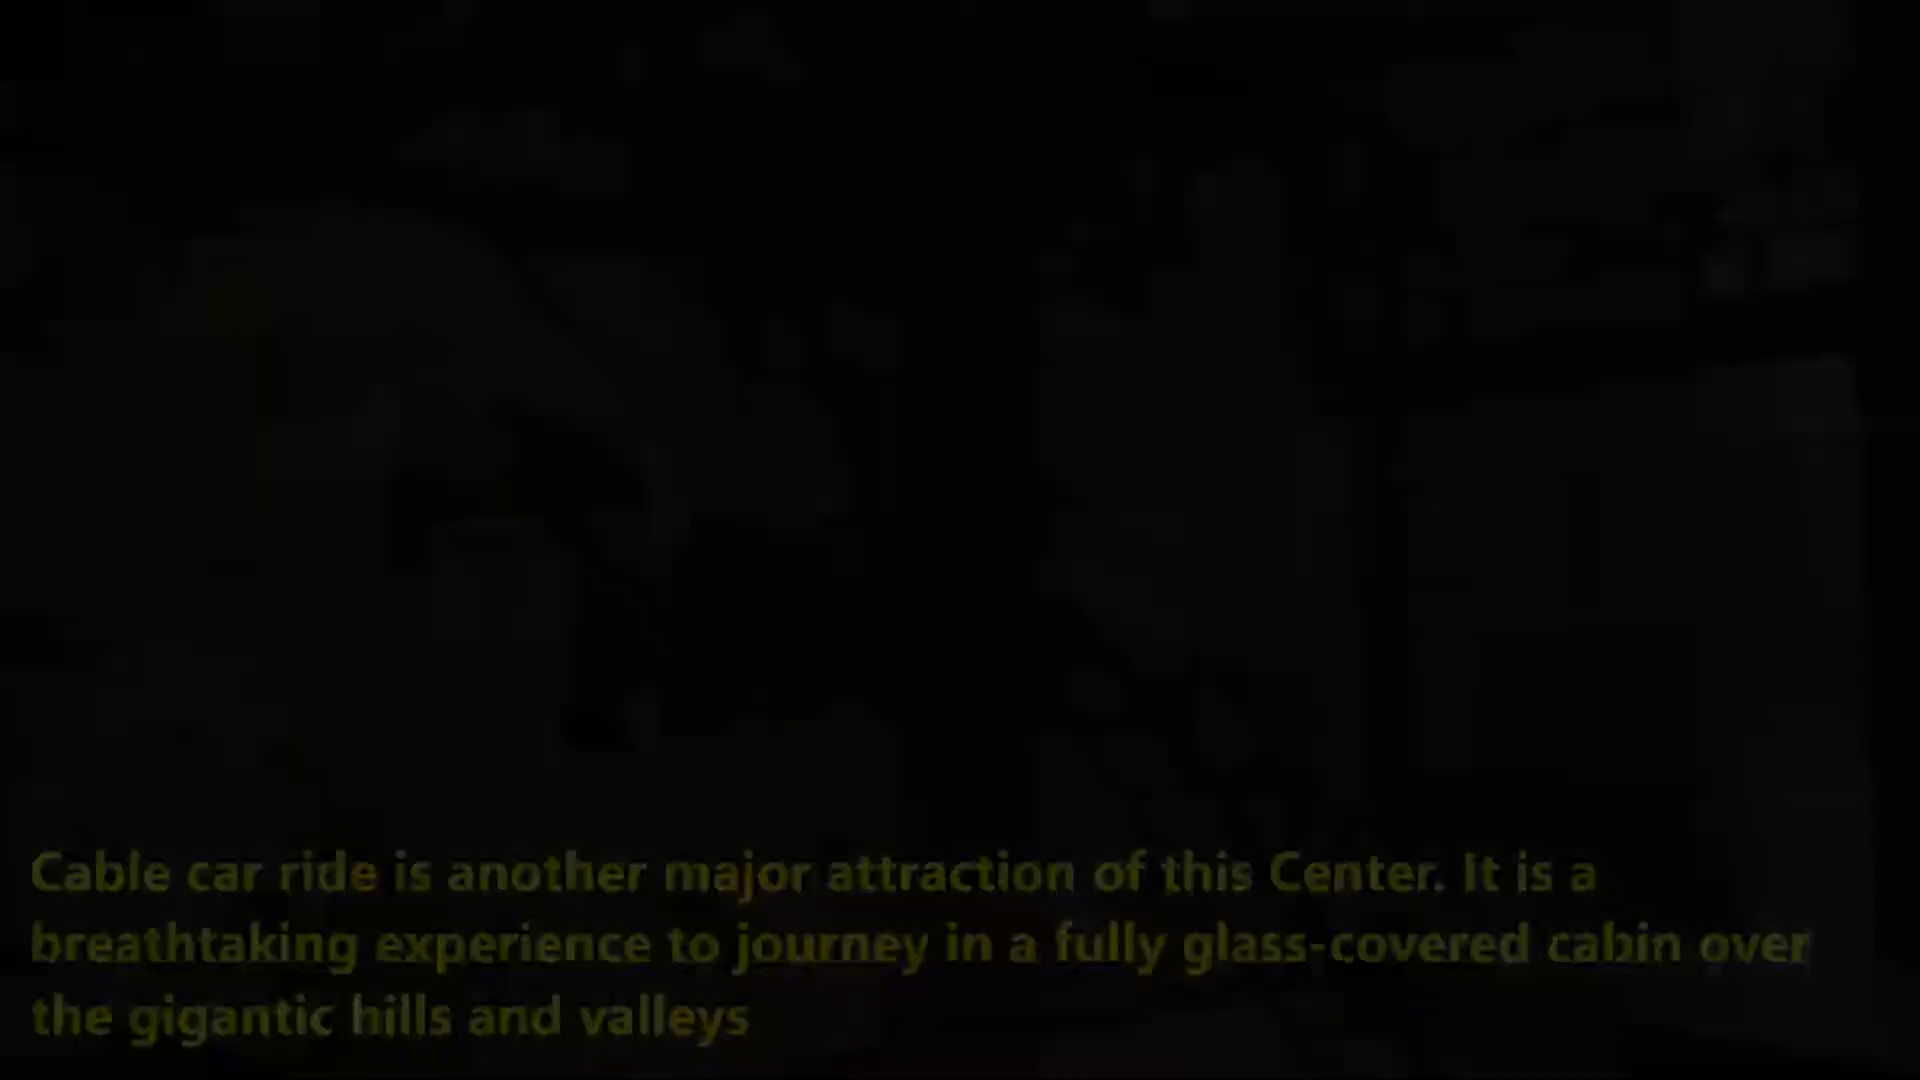 Cable car ride is another major attraction of this Center. It is a
breathtaking experience to journey in a fully glass-covered cabin over
the gigantic hills and valleys